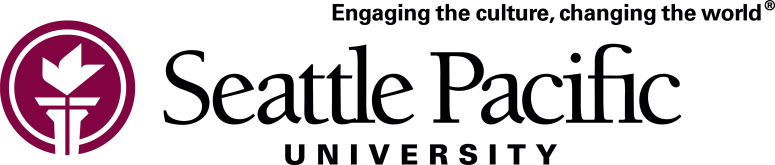 Engaging the culture, changing the world®
Seattle Pacific
UNIVERSITY